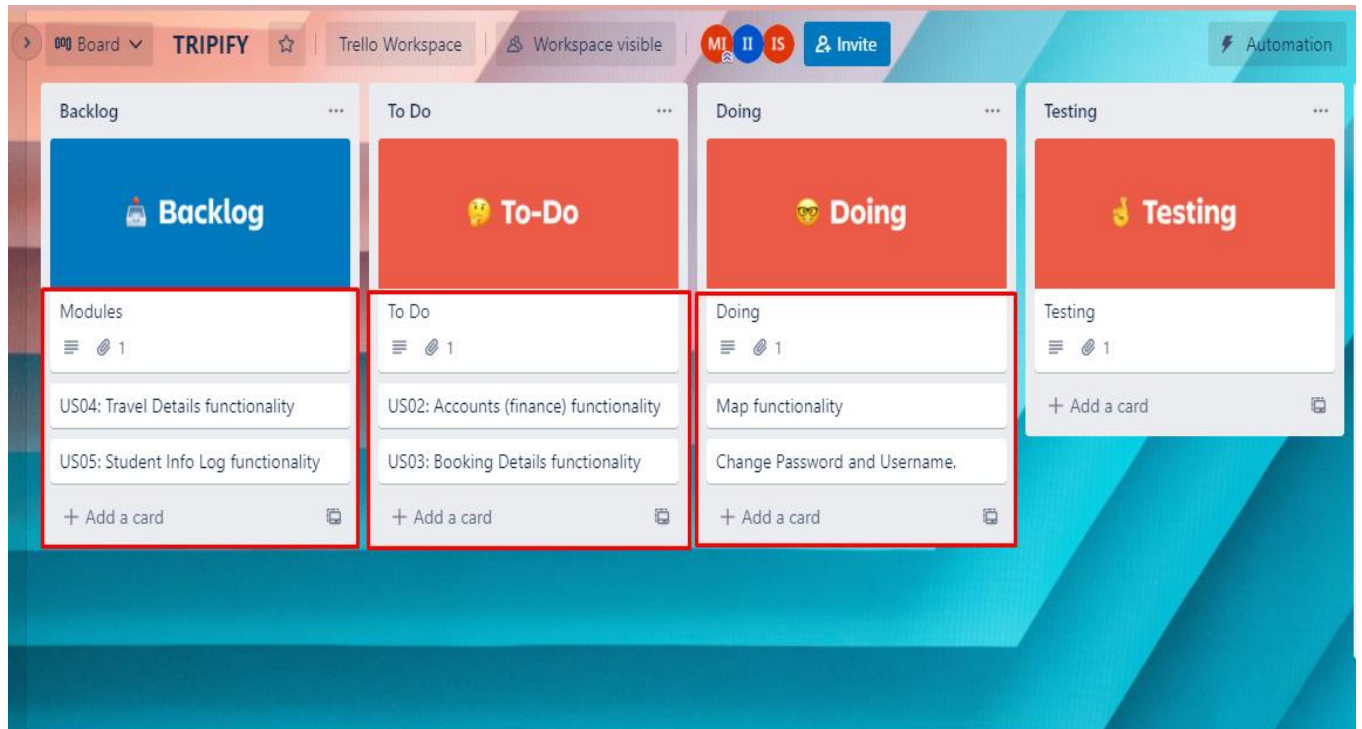 Board
TRIPIFY
Trello Workspace
Workspace visible
MI
II
IS
Invite
Automation
Backlog
Backlog
Modules
1
US04: Travel Details functionality
US05: Student Info Log functionality
+ Add a card
To Do
To-Do
To Do
1
US02: Accounts (finance) functionality
US03: Booking Details functionality
+ Add a card
Doing
Doing
Doing
1
Map functionality
Change Password and Username.
+ Add a card
Testing
Testing
Testing
1
+ Add a card